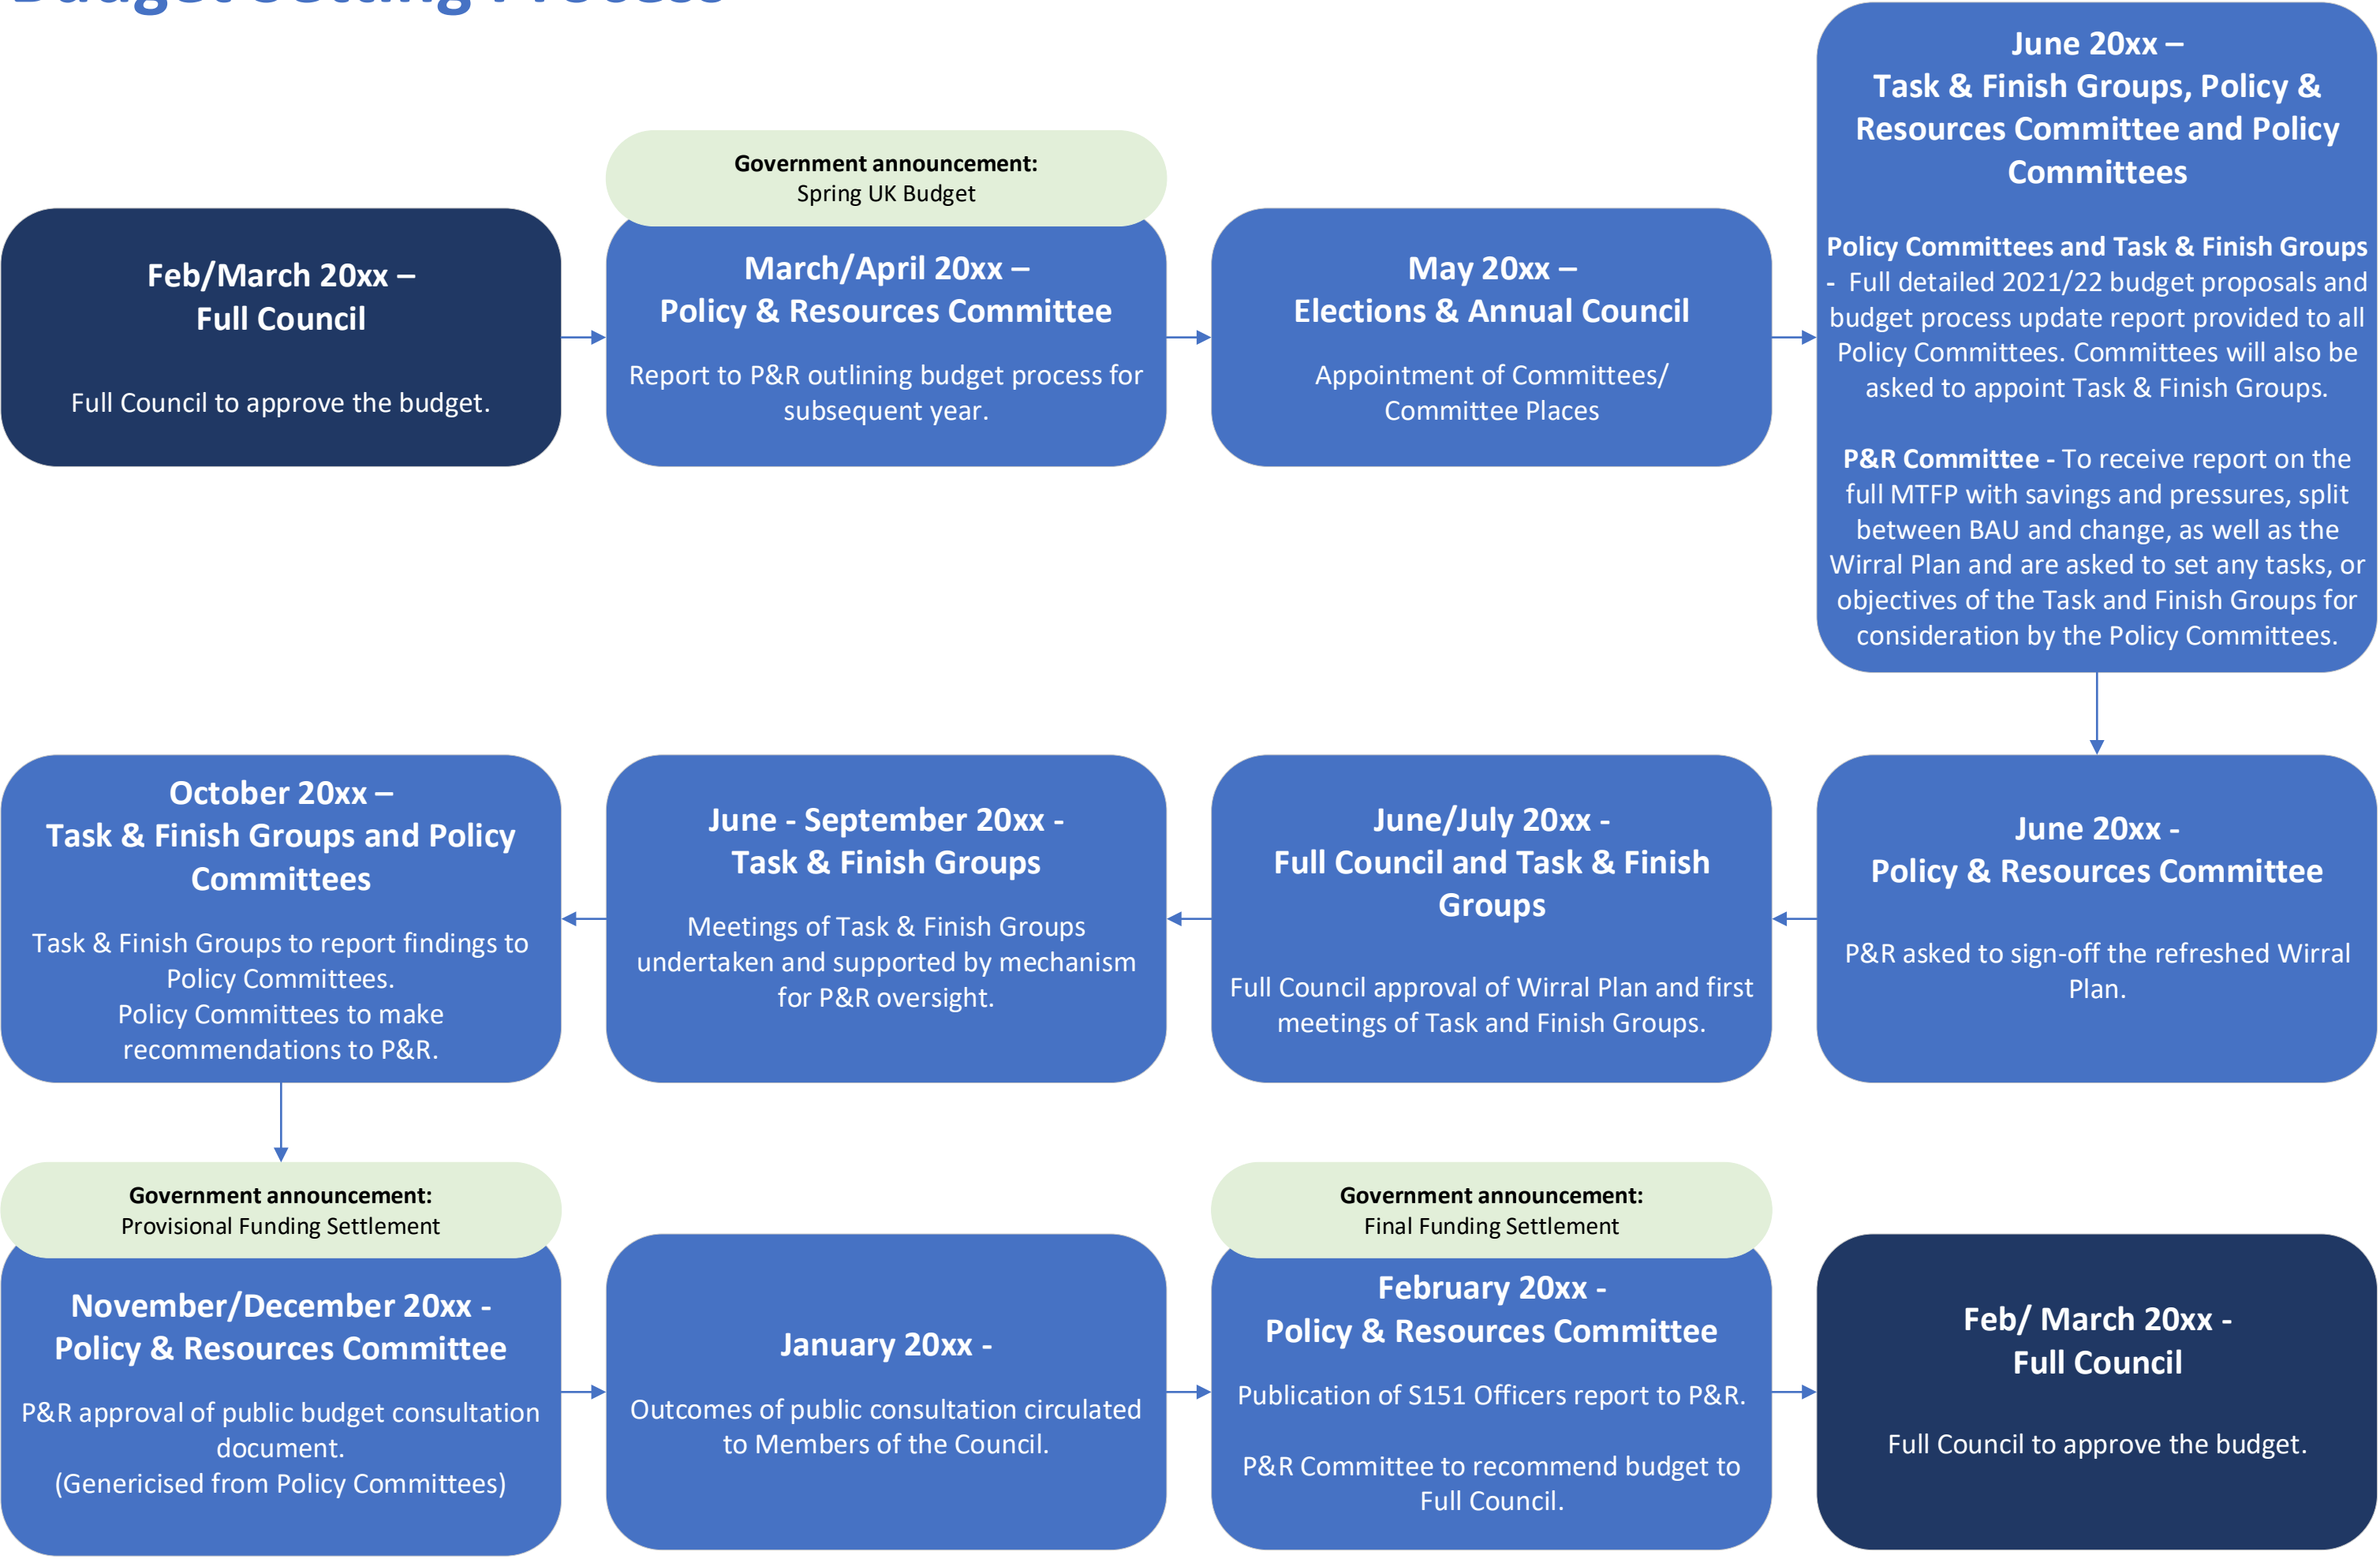 Budget Setting Process
Feb/March 20xx –
Full Council
Full Council to approve the budget.
Government announcement:
Spring UK Budget
March/April 20xx –
Policy & Resources Committee
Report to P&R outlining budget process for
subsequent year.
May 20xx –
Elections & Annual Council
Appointment of Committees/
Committee Places
June 20xx –
Task & Finish Groups, Policy &
Resources Committee and Policy
Committees
Policy Committees and Task & Finish Groups
- Full detailed 2021/22 budget proposals and
budget process update report provided to all
Policy Committees. Committees will also be
asked to appoint Task & Finish Groups.
P&R Committee - To receive report on the
full MTFP with savings and pressures, split
between BAU and change, as well as the
Wirral Plan and are asked to set any tasks, or
objectives of the Task and Finish Groups for
consideration by the Policy Committees.
June 20xx -
Policy & Resources Committee
P&R asked to sign-off the refreshed Wirral
Plan.
June/July 20xx -
Full Council and Task & Finish
Groups
Full Council approval of Wirral Plan and first
meetings of Task and Finish Groups.
June - September 20xx -
Task & Finish Groups
Meetings of Task & Finish Groups
undertaken and supported by mechanism
for P&R oversight.
October 20xx –
Task & Finish Groups and Policy
Committees
Task & Finish Groups to report findings to
Policy Committees.
Policy Committees to make
recommendations to P&R.
Government announcement:
Provisional Funding Settlement
November/December 20xx -
Policy & Resources Committee
P&R approval of public budget consultation
document.
(Genericised from Policy Committees)
January 20xx -
Outcomes of public consultation circulated
to Members of the Council.
Government announcement:
Final Funding Settlement
February 20xx -
Policy & Resources Committee
Publication of S151 Officers report to P&R.
P&R Committee to recommend budget to
Full Council.
Feb/ March 20xx -
Full Council
Full Council to approve the budget.